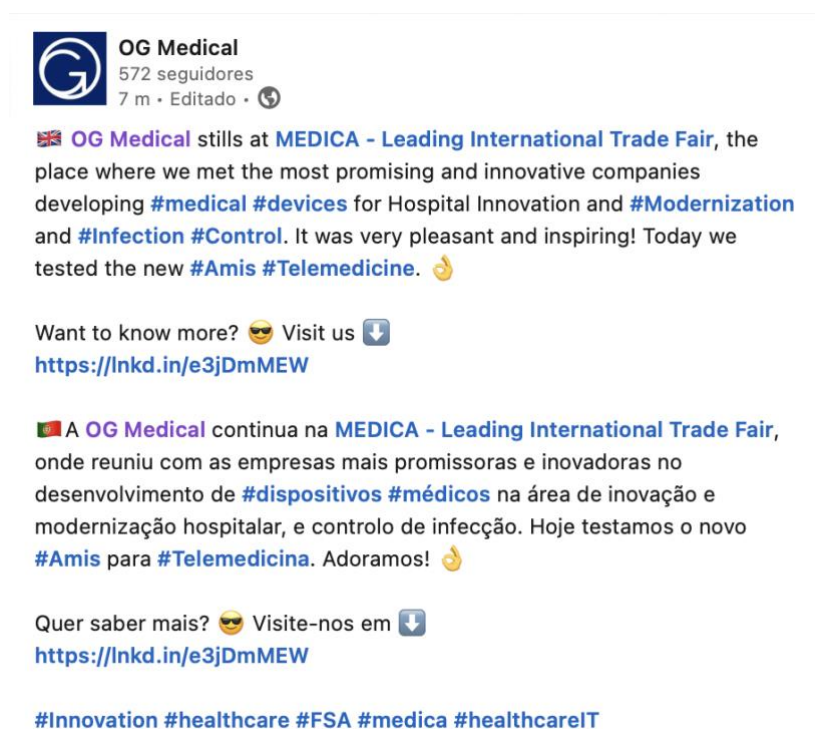 OG Medical
572 seguidores
7 m • Editado •
🇬🇧 OG Medical stills at MEDICA - Leading International Trade Fair, the
place where we met the most promising and innovative companies
developing #medical #devices for Hospital Innovation and #Modernization
and #Infection #Control. It was very pleasant and inspiring! Today we
tested the new #Amis #Telemedicine. 👌
Want to know more? 😎 Visit us ⬇️
https://lnkd.in/e3jDmMEW
🇵🇹 A OG Medical continua na MEDICA - Leading International Trade Fair,
onde reuniu com as empresas mais promissoras e inovadoras no
desenvolvimento de #dispositivos #médicos na área de inovação e
modernização hospitalar, e controlo de infecção. Hoje testamos o novo
#Amis para #Telemedicina. Adoramos! 👌
Quer saber mais? 😎 Visite-nos em ⬇️
https://lnkd.in/e3jDmMEW
#Innovation #healthcare #FSA #medica #healthcareIT